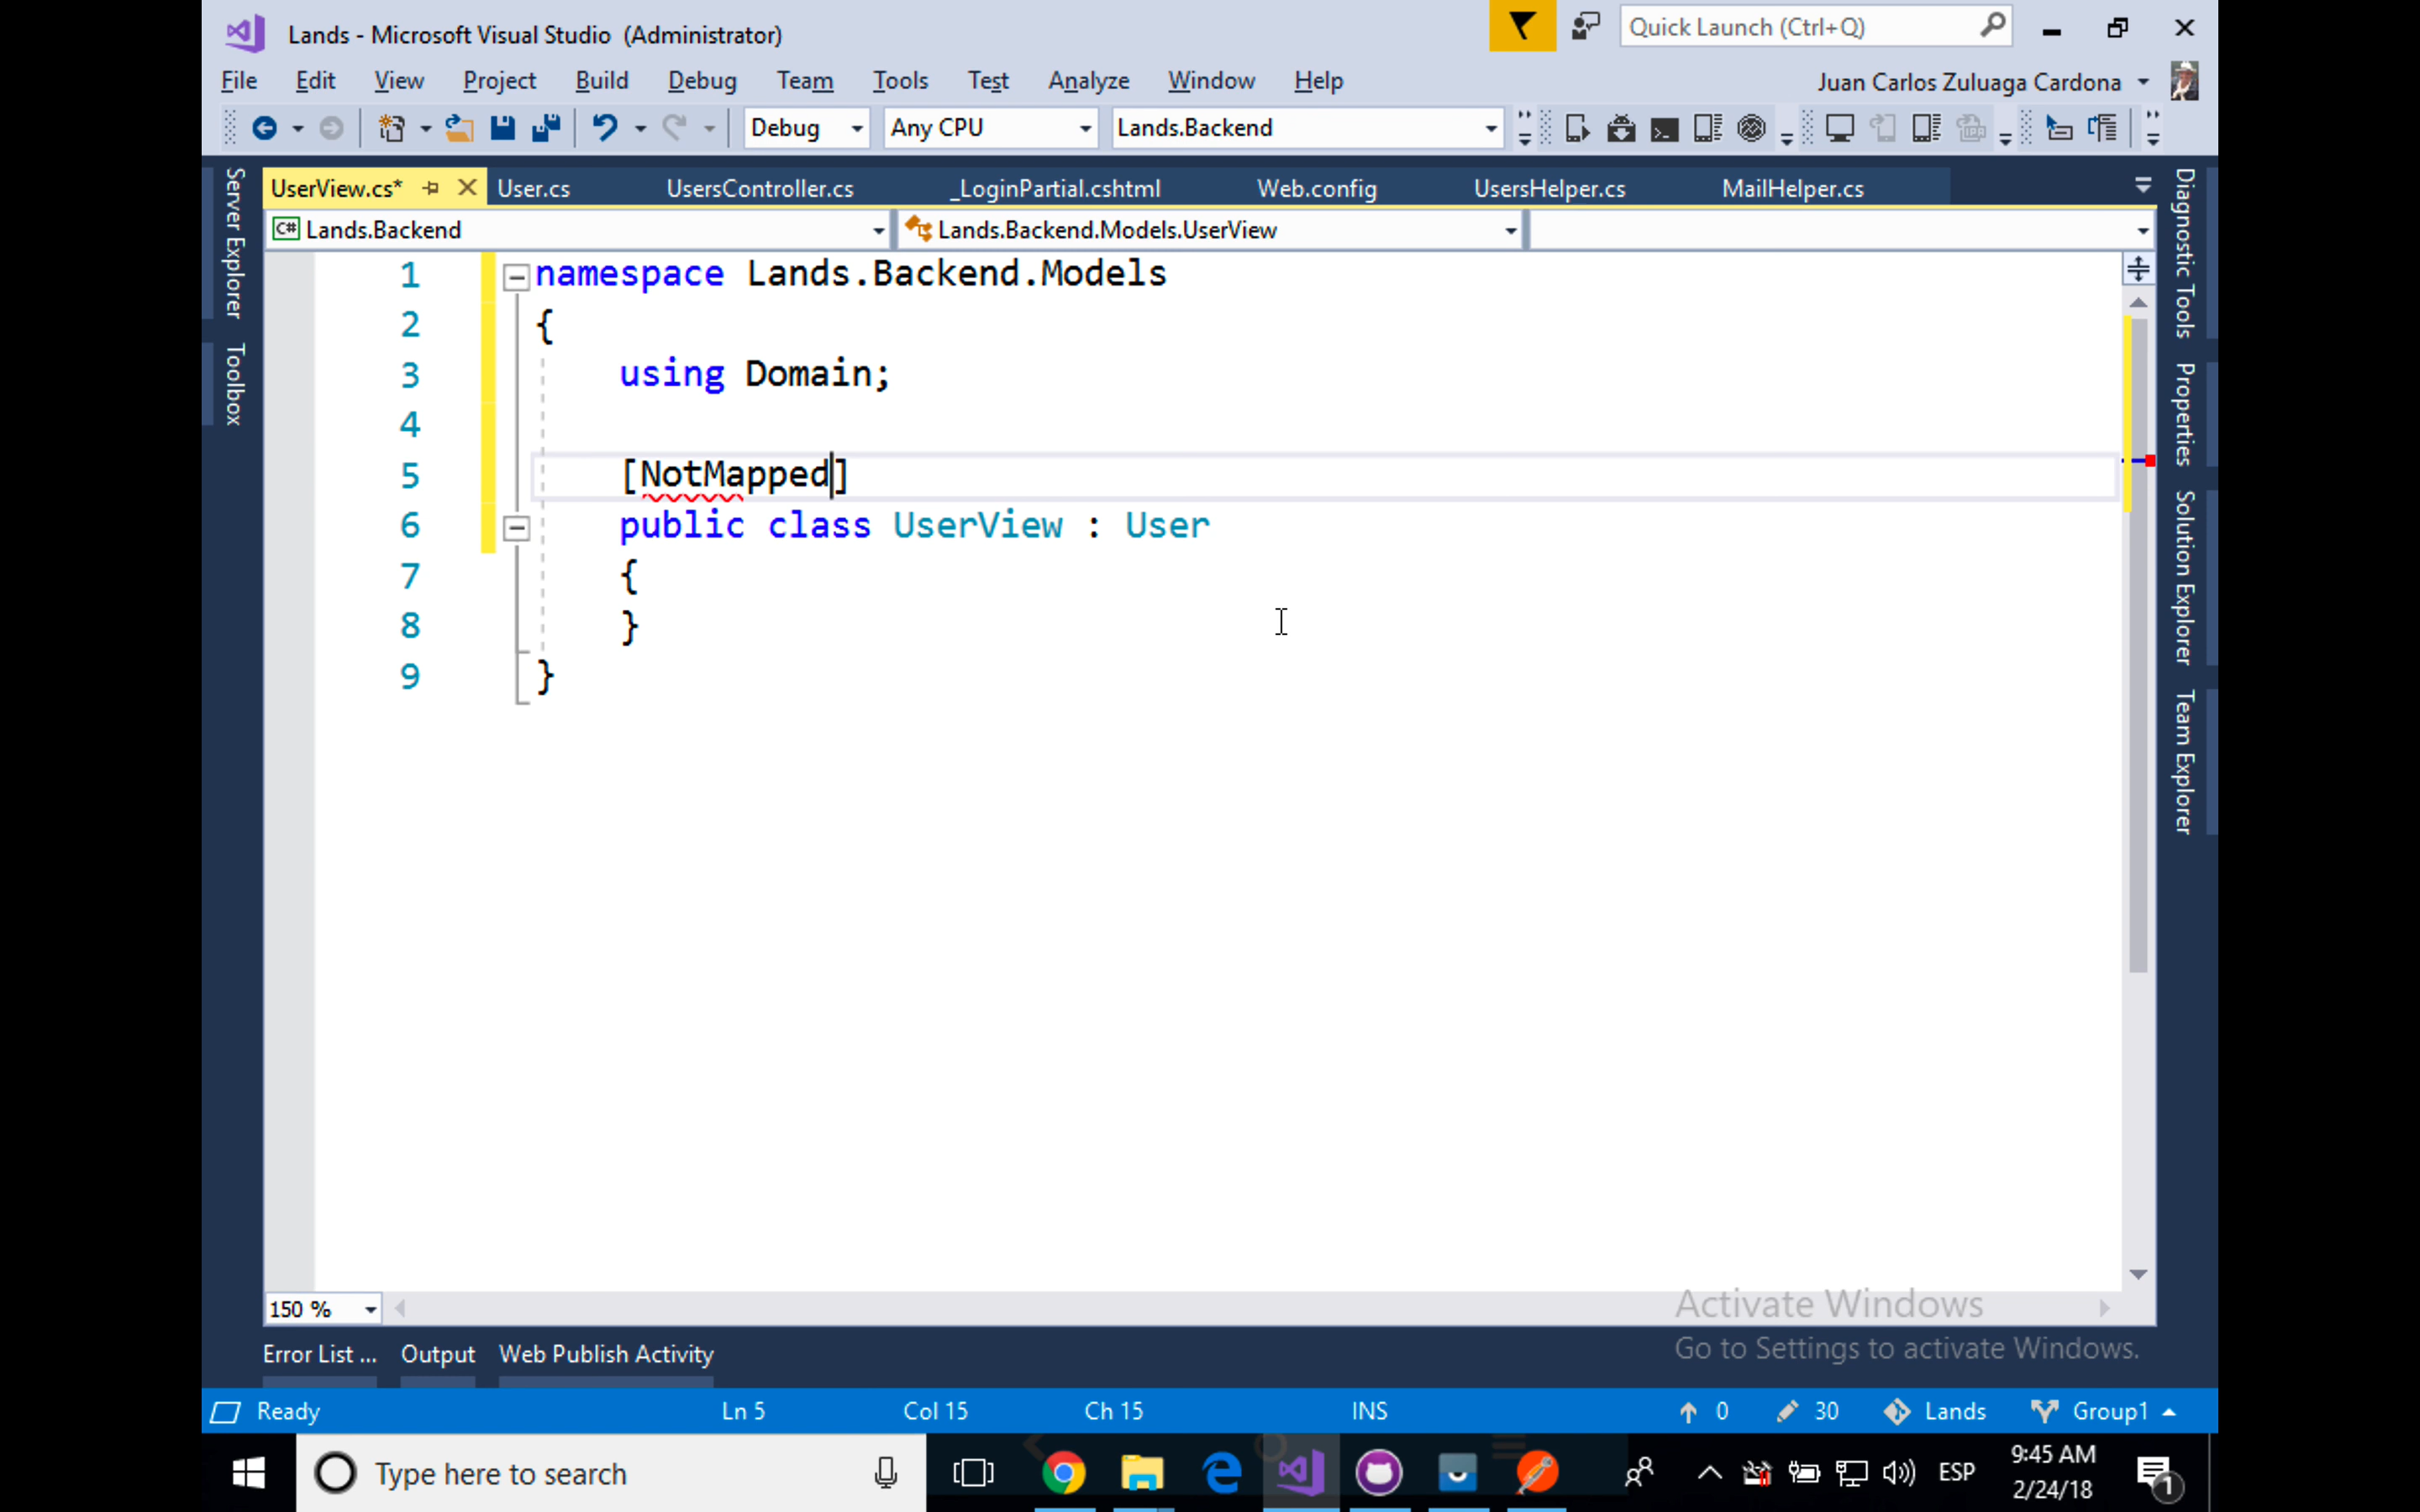 Lands - Microsoft Visual Studio (Administrator)
Quick Launch (Ctrl+Q)
File Edit View Project Build Debug Team Tools Test Analyze Window Help
Juan Carlos Zuluaga Cardona
Debug Any CPU Lands.Backend
UserView.cs* User.cs UsersController.cs _LoginPartial.cshtml Web.config UsersHelper.cs MailHelper.cs
C# Lands.Backend Lands.Backend.Models.UserView
Server Explorer
Toolbox
Diagnostic Tools
Properties
Solution Explorer
Team Explorer
1 namespace Lands.Backend.Models
2 {
3 using Domain;
4
5 [NotMapped]
6 public class UserView : User
7 {
8 }
9 }
150 %
Activate Windows
Go to Settings to activate Windows.
Error List ... Output Web Publish Activity
Ready Ln 5 Col 15 Ch 15 INS 0 30 Lands Group1
Type here to search
ESP
9:45 AM
2/24/18
1